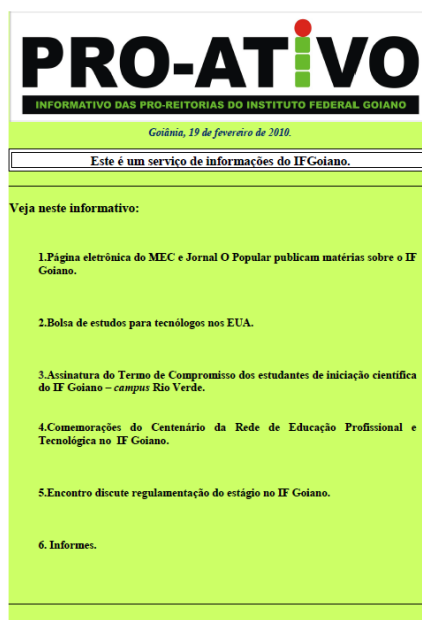 PRO-ATIVO
INFORMATIVO DAS PRO-REITORIAS DO INSTITUTO FEDERAL GOIANO
Goiânia, 19 de fevereiro de 2010.
Este é um serviço de informações do IFGoiano.
Veja neste informativo:
1.Página eletrônica do MEC e Jornal O Popular publicam matérias sobre o IF
Goiano.
2.Bolsa de estudos para tecnólogos nos EUA.
3.Assinatura do Termo de Compromisso dos estudantes de iniciação científica
do IF Goiano – campus Rio Verde.
4.Comemorações do Centenário da Rede de Educação Profissional e
Tecnológica no IF Goiano.
5.Encontro discute regulamentação do estágio no IF Goiano.
6. Informes.